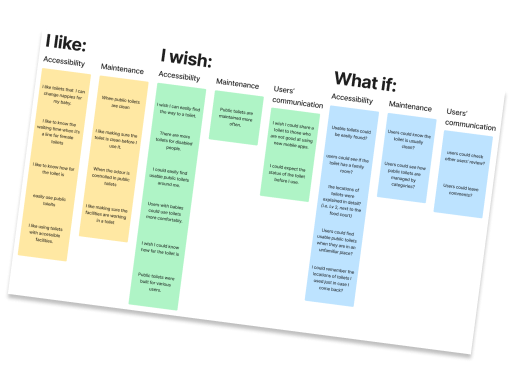 I like:
Accessibility
I like toilets that I can
change nappies for
my baby.
I like to know the
waiting time when it's
a line for female
toilets
I like to know how far
the toilet is
easily use public
toilets
I like using toilets
with accessible
facilities.
Maintenance
When public toilets
are clean
I like making sure the
toilet is clean before I
use it.
When the odour is
controlled in public
toilets
I like making sure the
facilities are working
in a toilet
I wish:
Accessibility
I wish I can easily find
the way to a toilet.
There are more
toilets for disabled
people.
I could easily find
usable public toilets
around me.
Users with babies
could use toilets
more comfortably.
I wish I could know
how far the toilet is
Public toilets were
built for various
users.
Maintenance
Public toilets are
maintained more
often.
Users'
communication
I wish I could share a
toilet to those who
are not good at using
new mobile apps.
I could expect the
status of the toilet
before I use.
What if:
Accessibility
Usable toilets could
be easily found?
users could see if the
toilet has a family
room?
the locations of
toilets were
explained in detail?
(i.e. Lv 3, next to the
food court)
Users could find
usable public toilets
when they are in an
unfamiliar place?
I could remember the
locations of toilets I
used just in case I
come back?
Maintenance
Users could know the
toilet is usually
clean?
Users could see how
public toilets are
managed by
categories?
Users'
communication
users could check
other users' review?
Users could leave
comments?